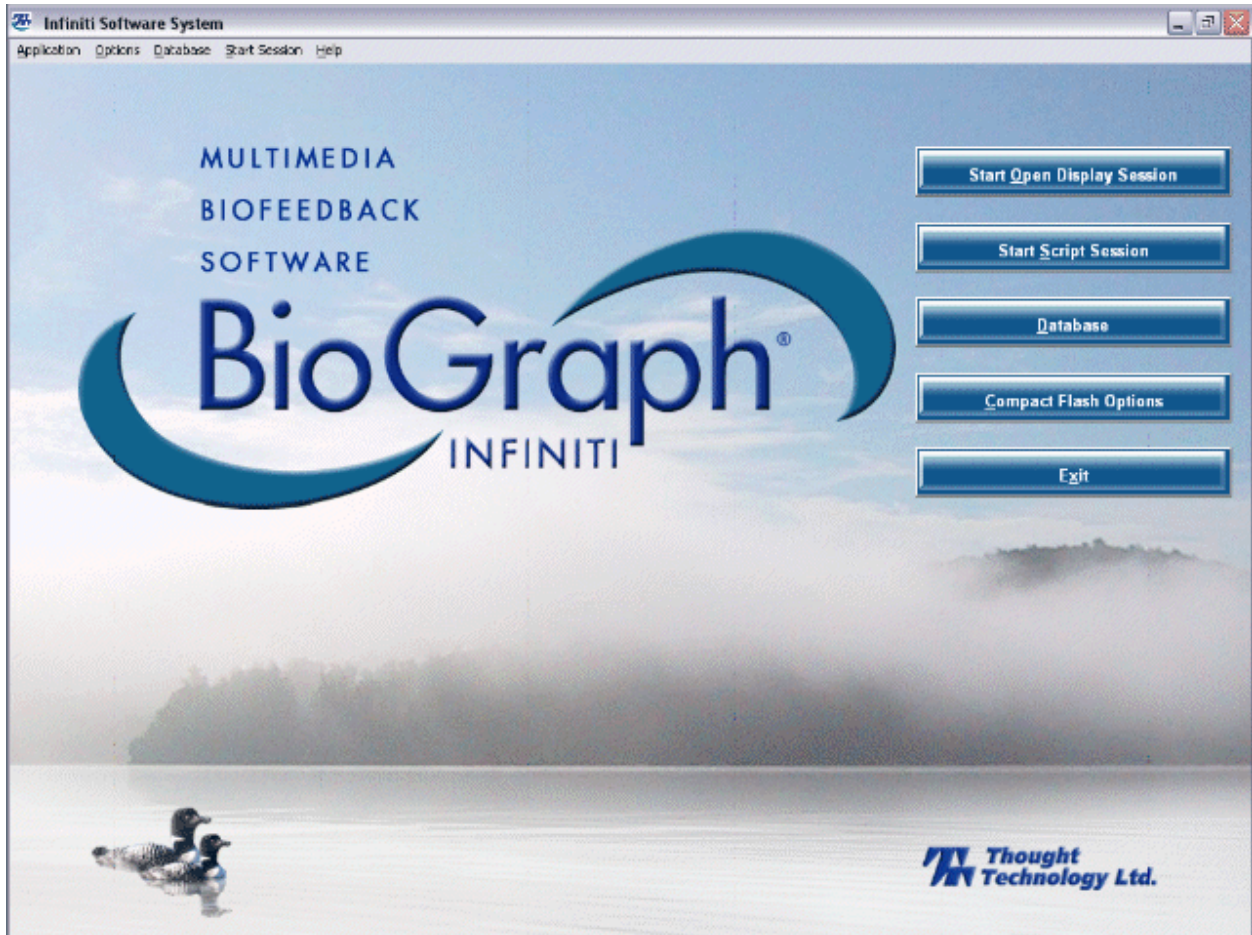 Infiniti Software System
Application Options Database Start Session Help
MULTIMEDIA
BIOFEEDBACK
SOFTWARE
BioGraph®
INFINITI
Start Open Display Session
Start Script Session
Database
Compact Flash Options
Exit
Thought
Technology Ltd.